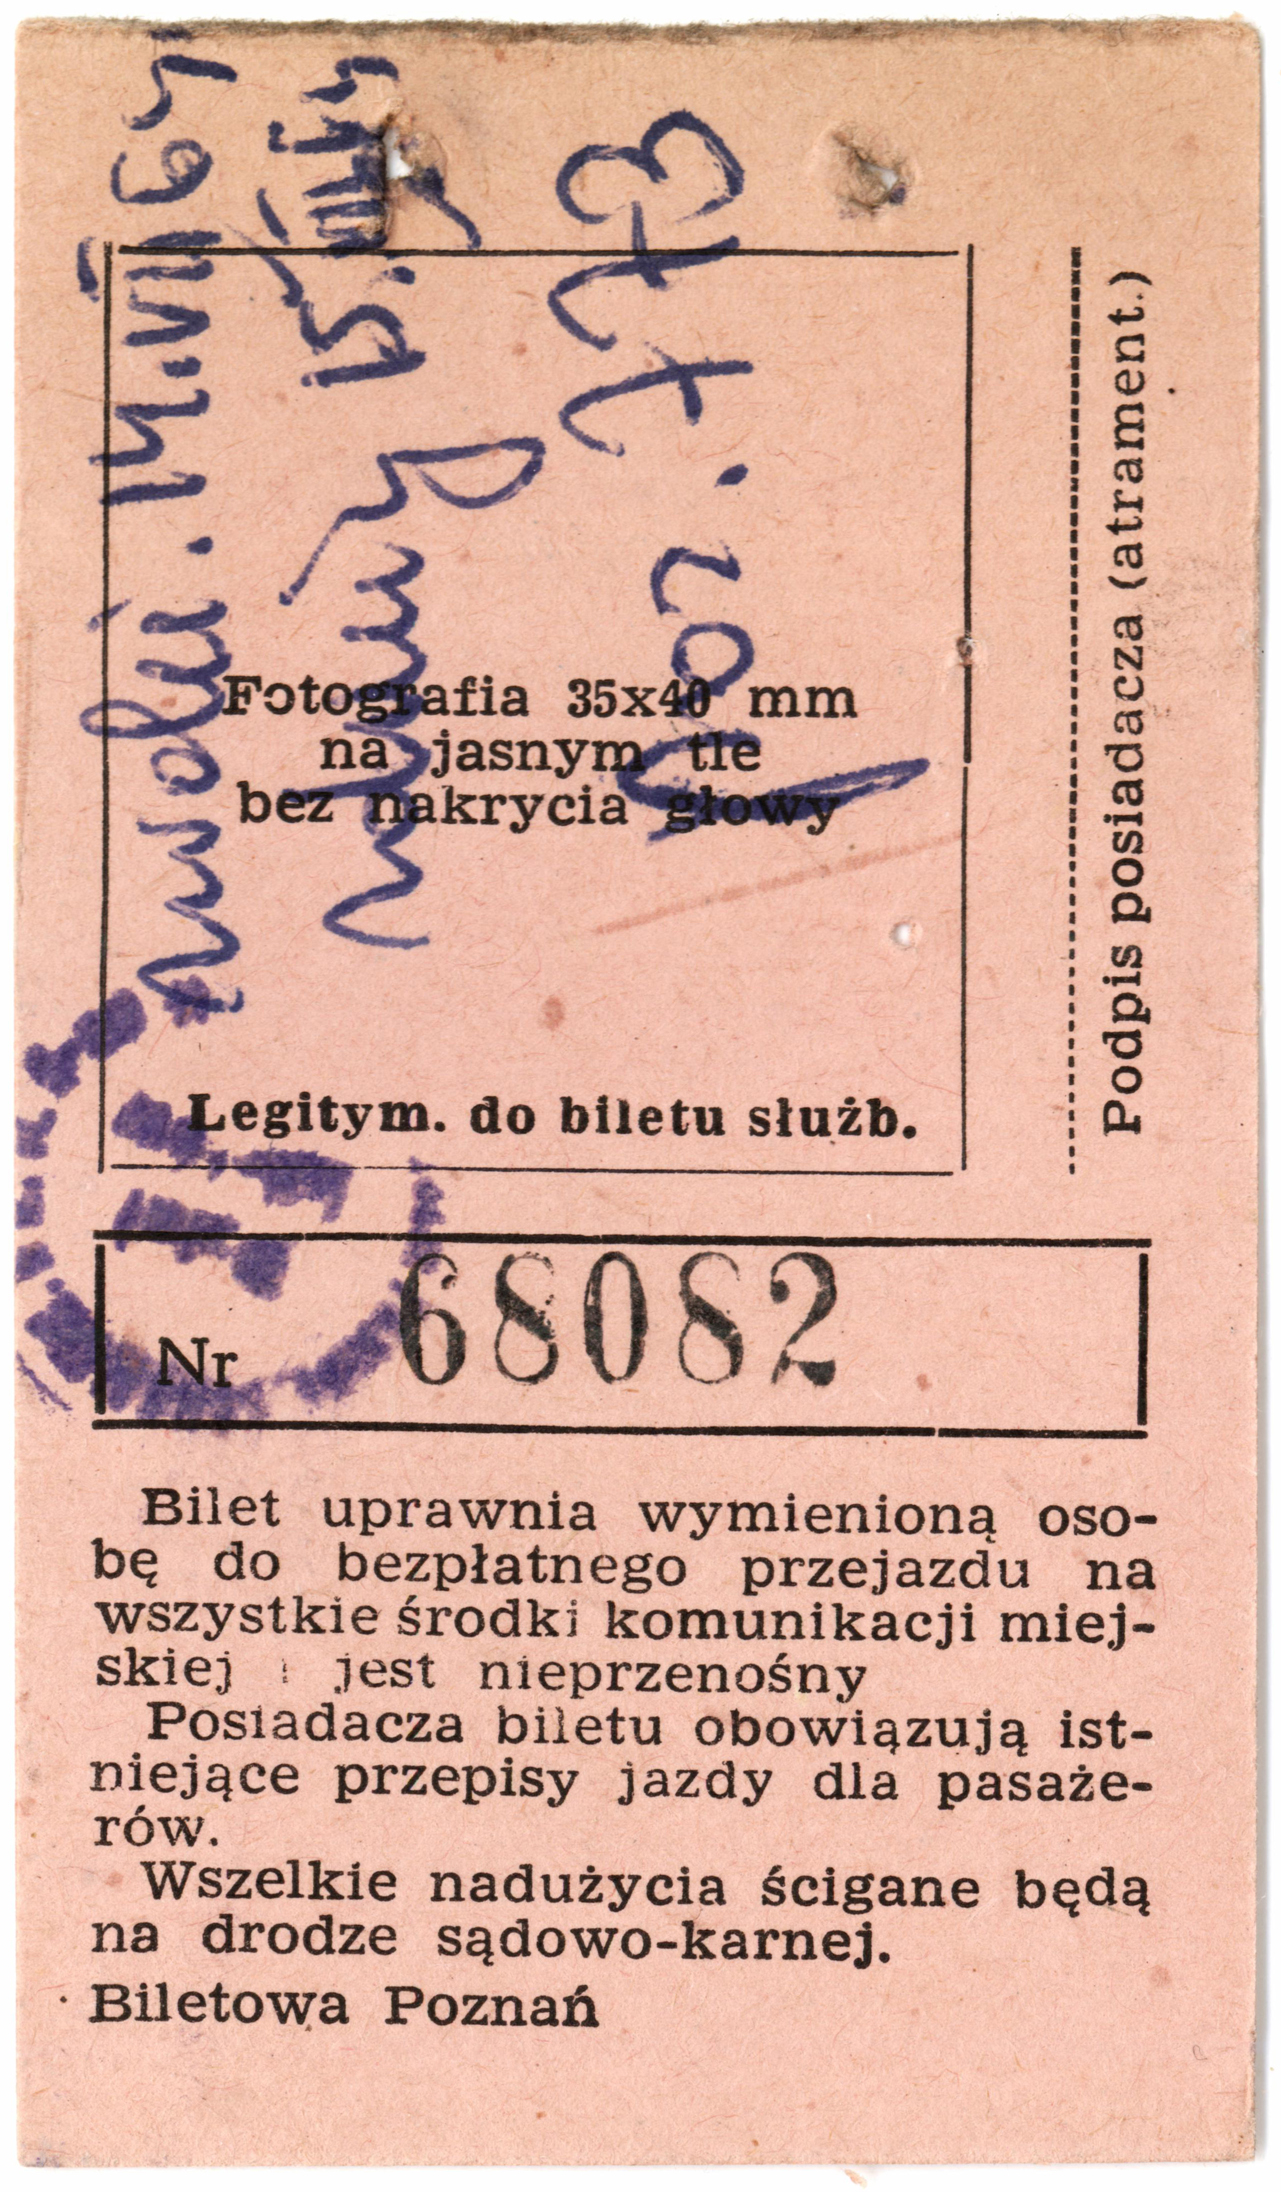 Fotografia 35x40 mm
na jasnym tle
bez nakrycia głowy
Legitym. do biletu służb.
Podpis posiadacza (atrament.)
Nr 68082
Bilet uprawnia wymienioną oso-
bę do bezpłatnego przejazdu na
wszystkie środki komunikacji miej-
skiej i jest nieprzenośny
Posiadacza biletu obowiązują ist-
niejące przepisy jazdy dla pasaże-
rów.
Wszelkie nadużycia ścigane będą
na drodze sądowo-karnej.
Biletowa Poznań